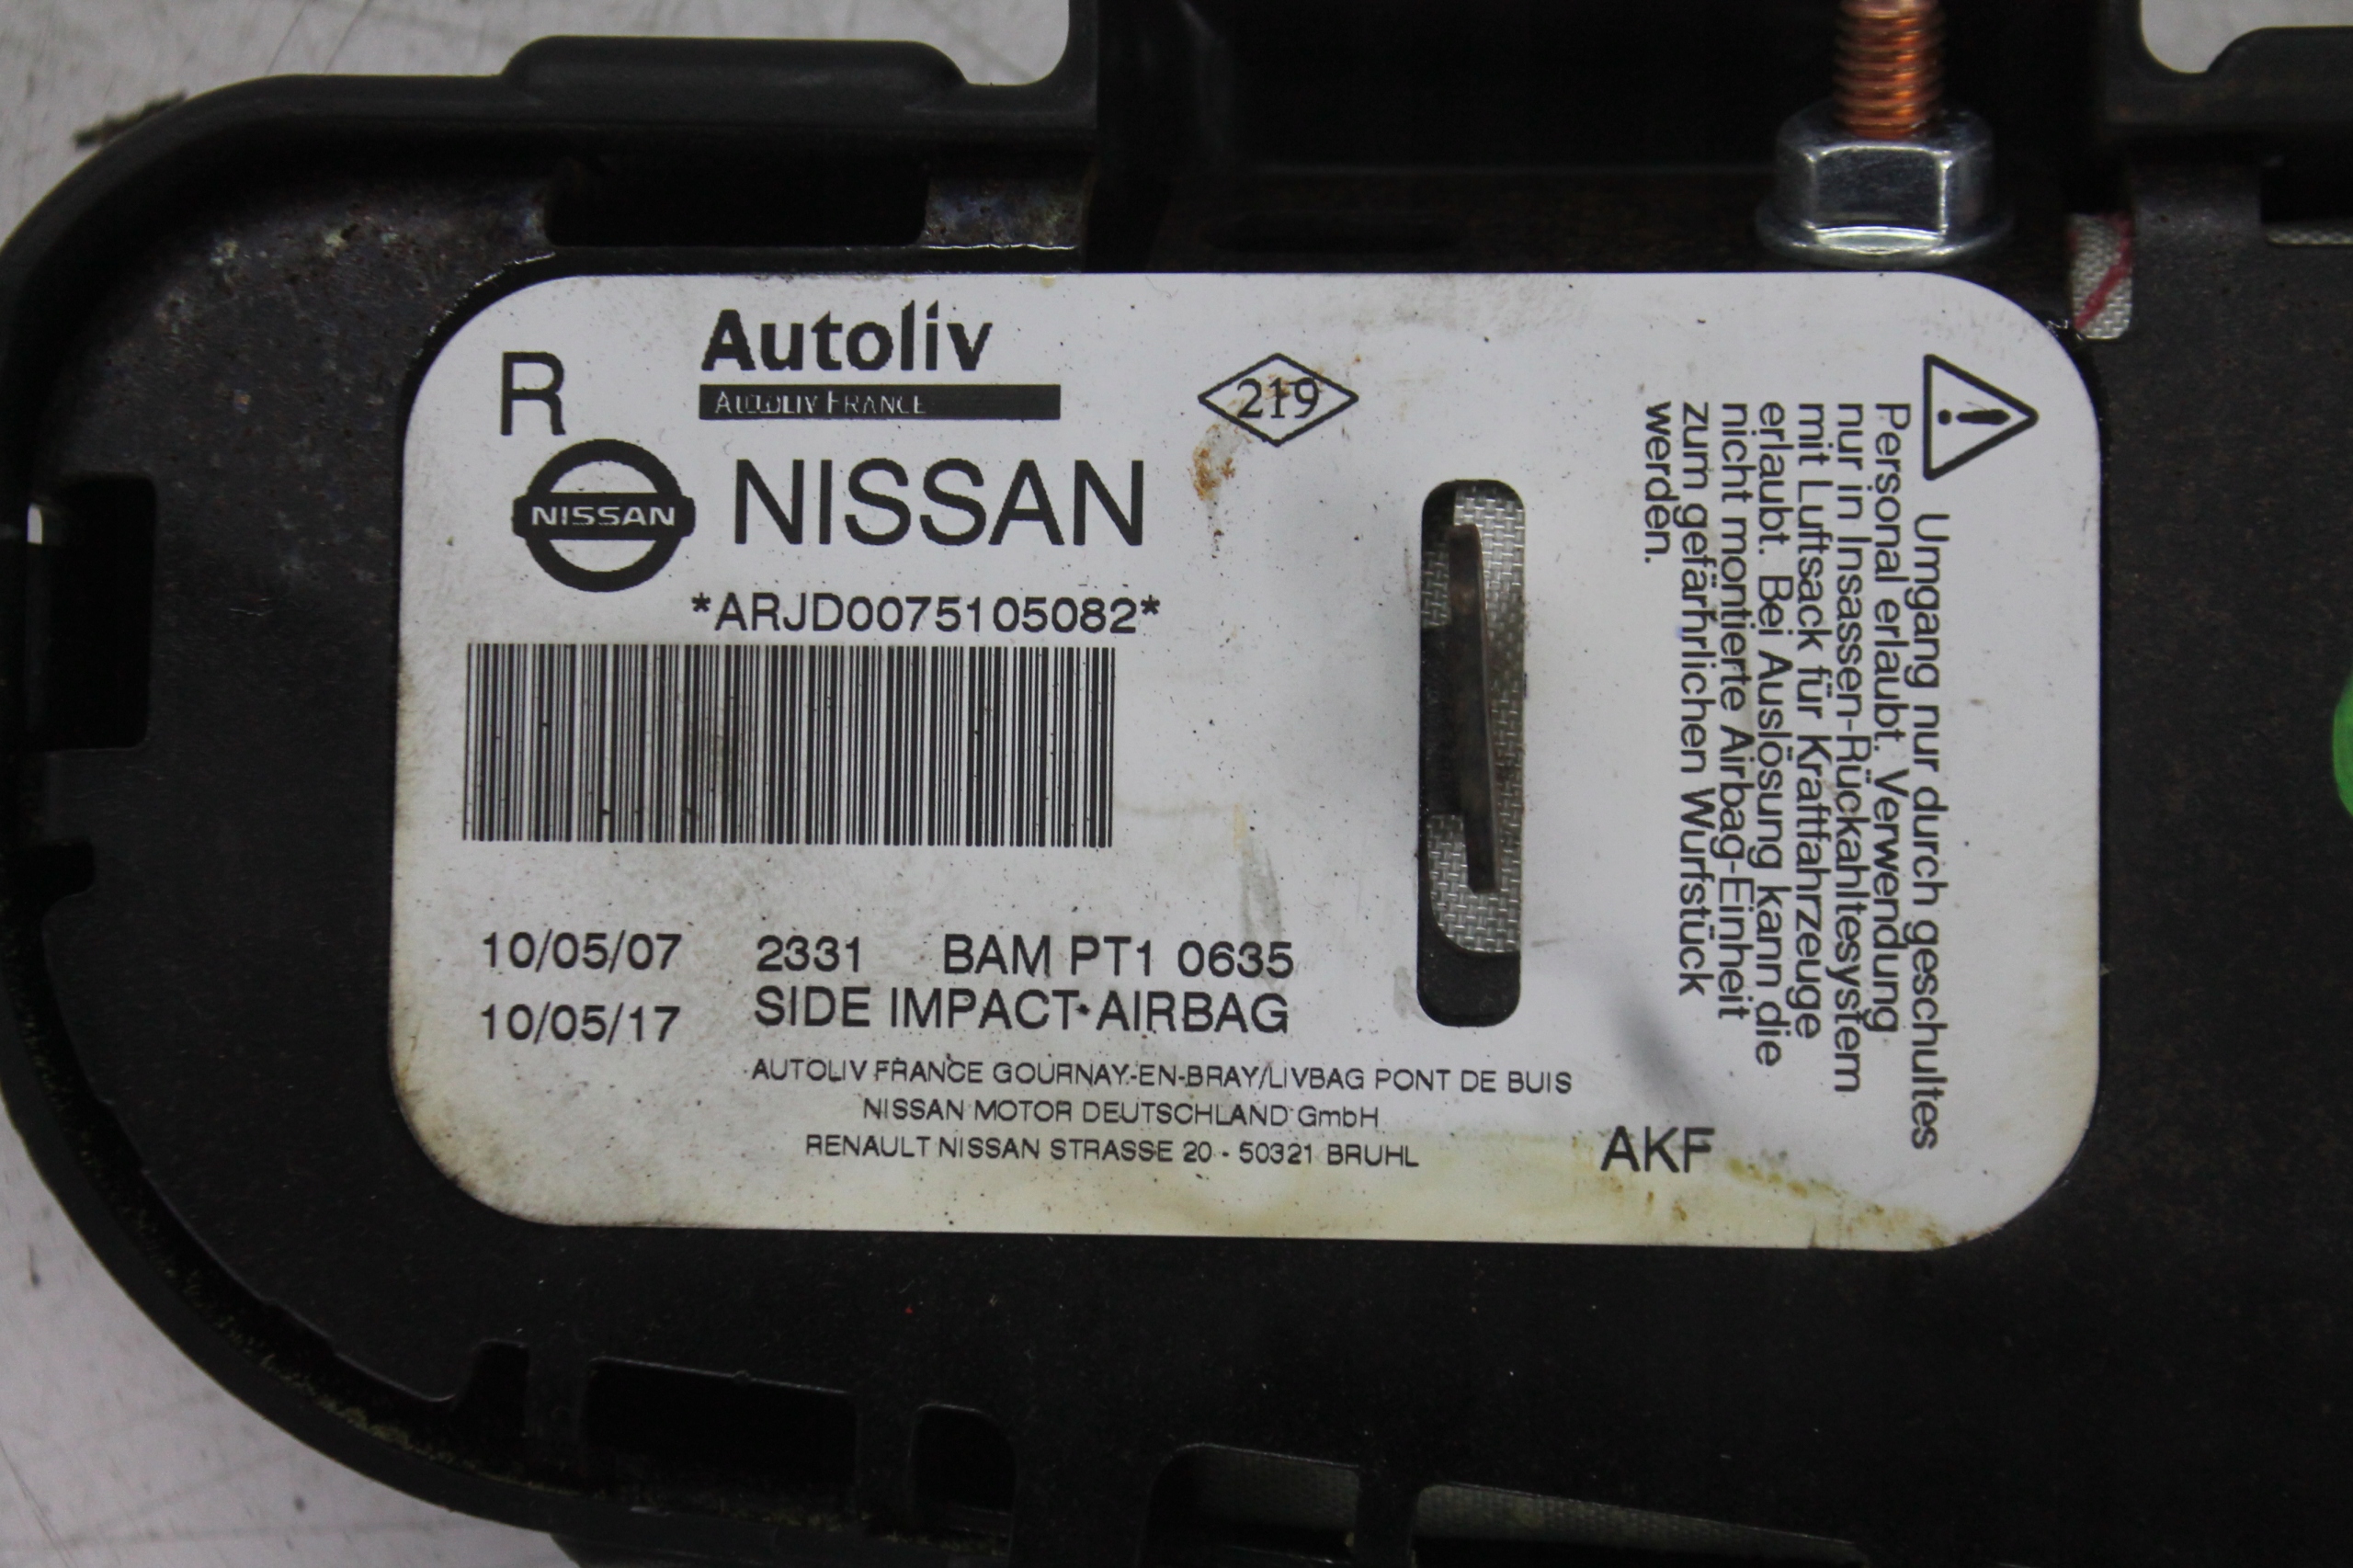 R
Autoliv
AUTOLIV FRANCE
219
NISSAN
NISSAN
*ARJD0075105082*
10/05/07 2331 BAM PT1 0635
10/05/17 SIDE IMPACT AIRBAG
AUTOLIV FRANCE GOURNAY-EN-BRAY/LIVBAG PONT DE BUIS
NISSAN MOTOR DEUTSCHLAND GmbH
RENAULT NISSAN STRASSE 20 - 50321 BRUHL
AKF
Umgang nur durch geschultes
Personal erlaubt. Verwendung
nur in Insassen-Rückahltesystem
mit Luftsack für Kraftfahrzeuge
erlaubt. Bei Auslösung kann die
nicht montierte Airbag-Einheit
zum gefährlichen Wurfstück
werden.